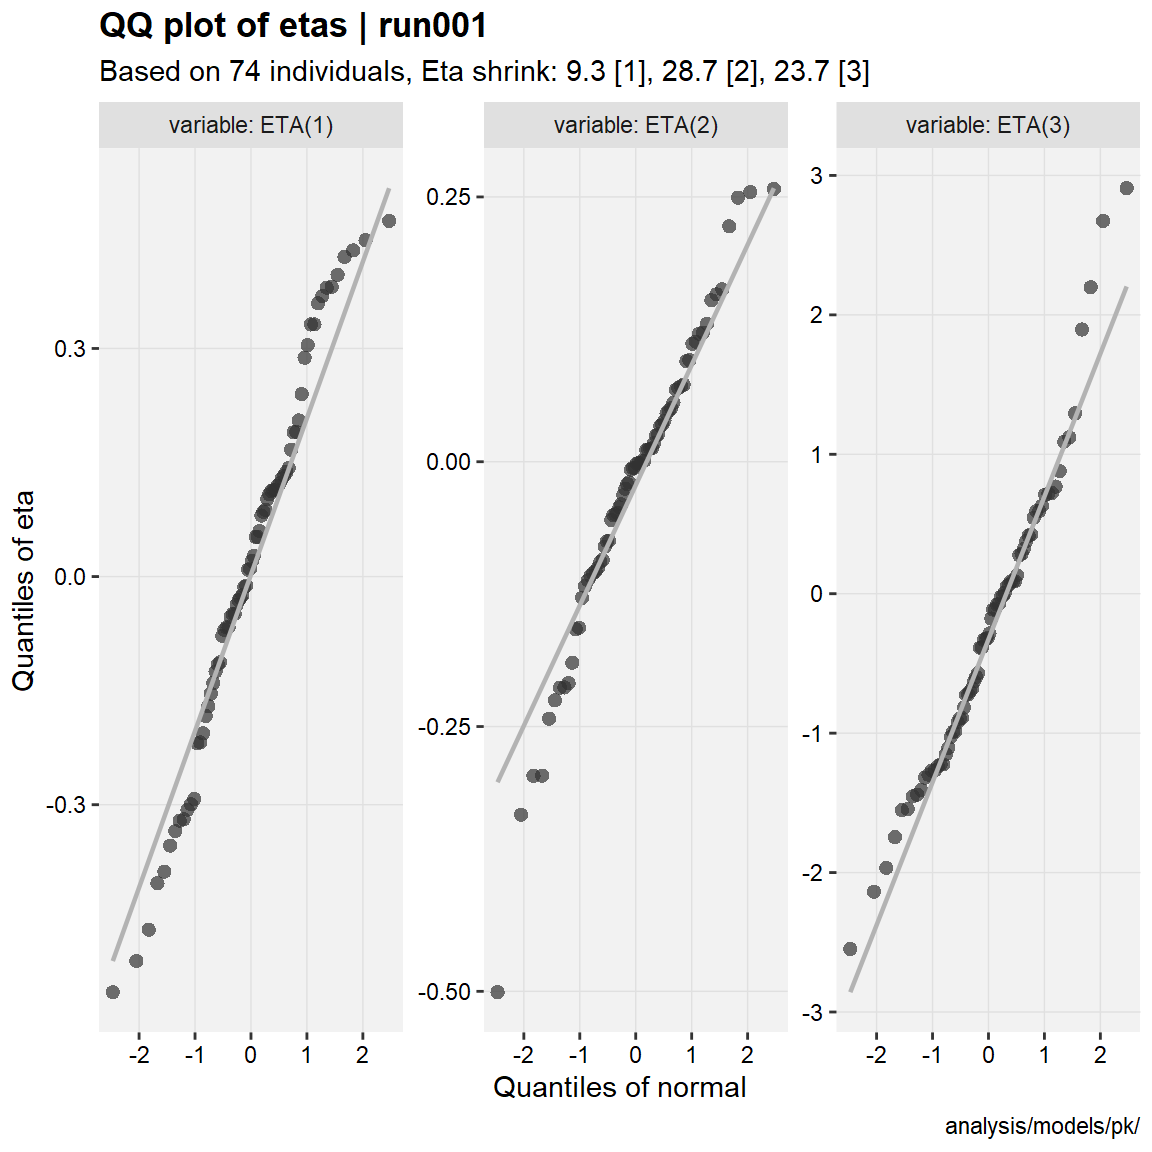 QQ plot of etas | run001
Based on 74 individuals, Eta shrink: 9.3 [1], 28.7 [2], 23.7 [3]
variable: ETA(1)
variable: ETA(2)
variable: ETA(3)
Quantiles of eta
0.3
0.0
-0.3
0.25
0.00
-0.25
-0.50
3
2
1
0
-1
-2
-3
-2 -1 0 1 2
-2 -1 0 1 2
-2 -1 0 1 2
Quantiles of normal
analysis/models/pk/